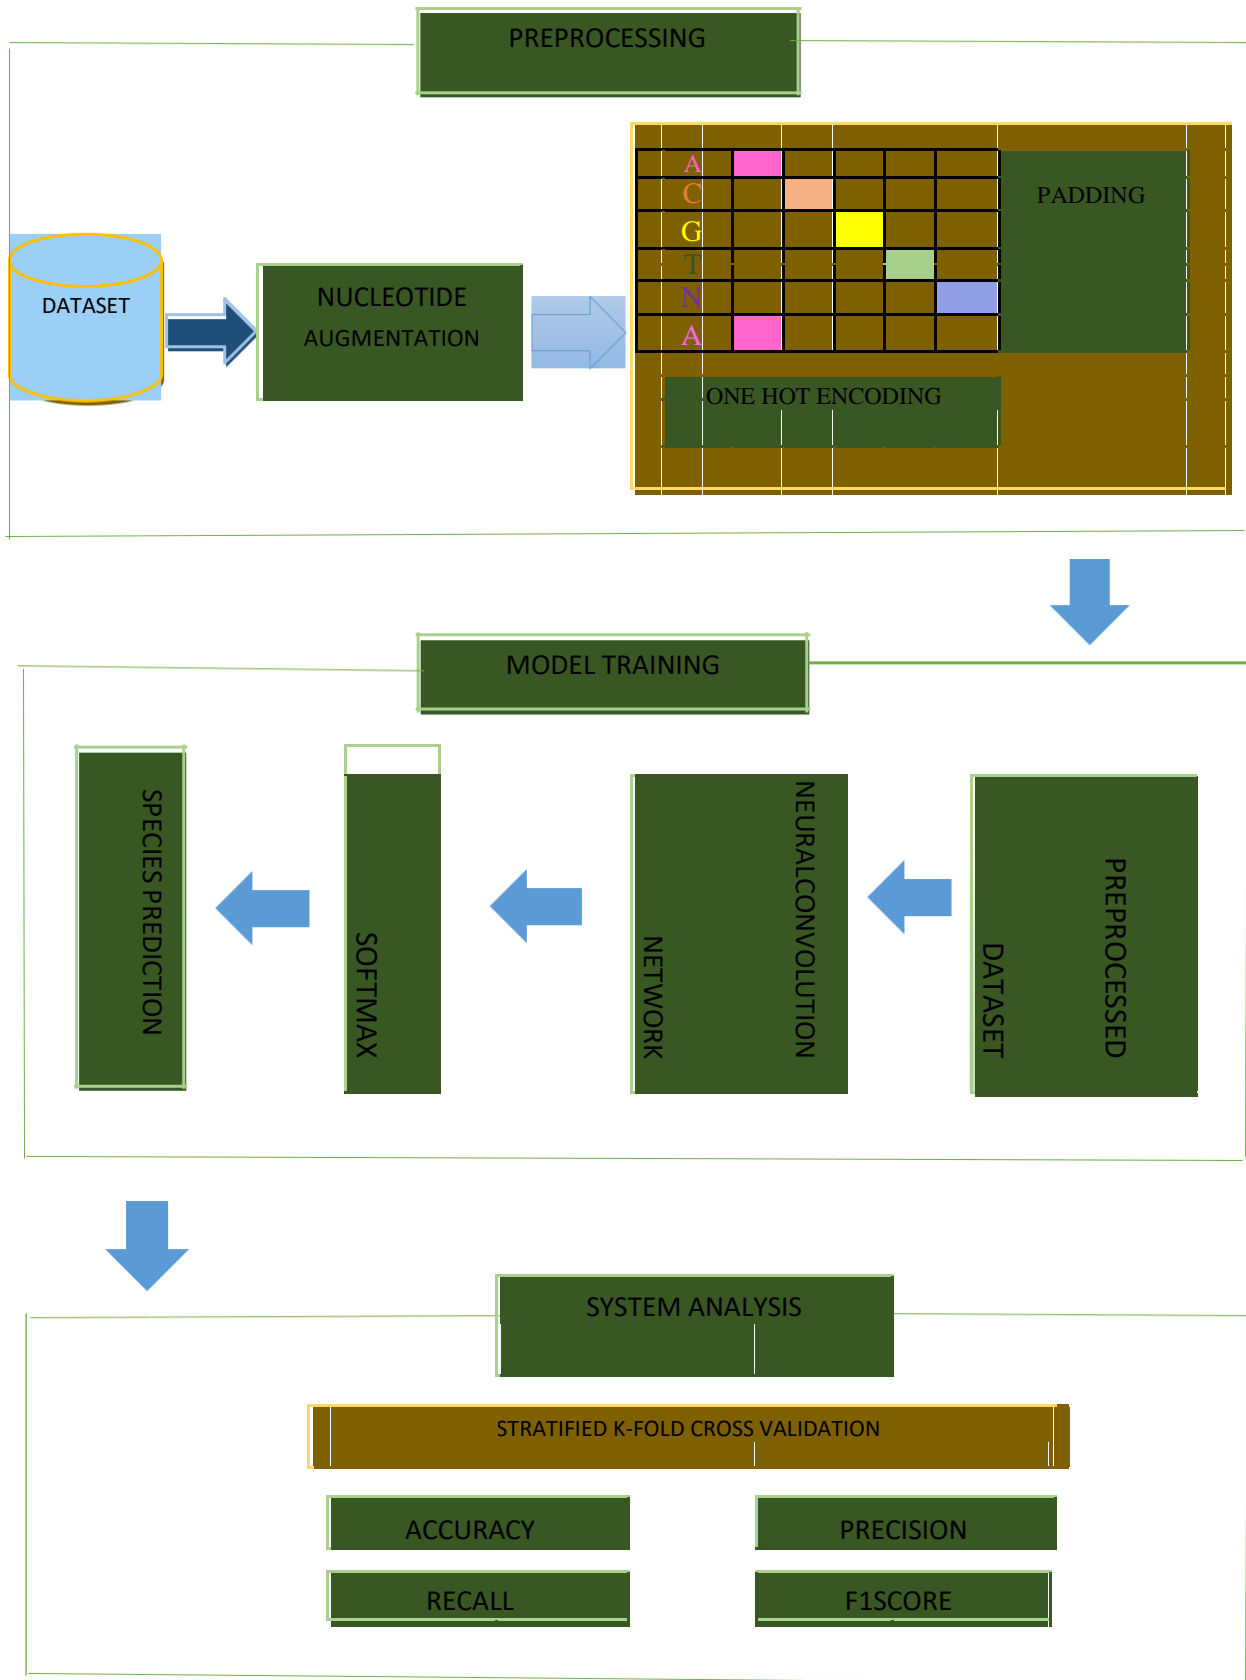 PREPROCESSING
A
C
G
T
N
A
PADDING
ONE HOT ENCODING
DATASET
NUCLEOTIDE
AUGMENTATION
MODEL TRAINING
SPECIES PREDICTION
SOFTMAX
NEURALCONVOLUTION
NETWORK
PREPROCESSED
DATASET
SYSTEM ANALYSIS
STRATIFIED K-FOLD CROSS VALIDATION
ACCURACY
PRECISION
RECALL
F1SCORE